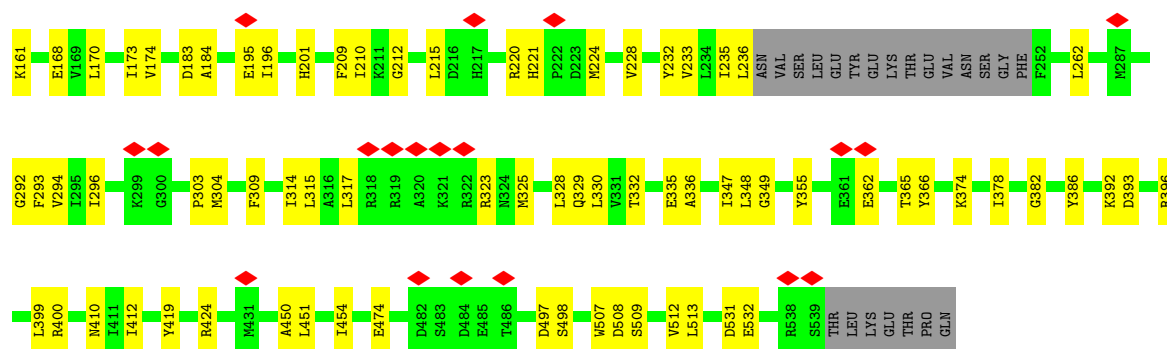 K161 E168 V169 L170 I173 V174 D183 A184 E195 I196 H201 F209 I210 K211 G212 L215 D216 H217 R220 H221 P222 D223 M224 V228 Y232 V233 L234 I235 L236 ASN VAL SER LEU GLU TYR GLU LYS THR GLU VAL ASN SER GLY PHE F252 L262 M287
G292 F293 V294 I295 I296 K299 G300 P303 M304 F309 I314 L315 A316 L317 R318 R319 A320 K321 R322 R323 N324 M325 L328 Q329 L330 V331 T332 E335 A336 I347 L348 G349 Y355 E361 E362 T365 Y366 K374 I378 G382 Y386 K392 D393
L399 R400 N410 I411 I412 Y419 R424 M431 A450 L451 I454 E474 D482 S483 D484 E485 T486 D497 S498 W507 D508 S509 V512 L513 D531 E532 R538 S539 THR LEU LYS GLU THR PRO GLN